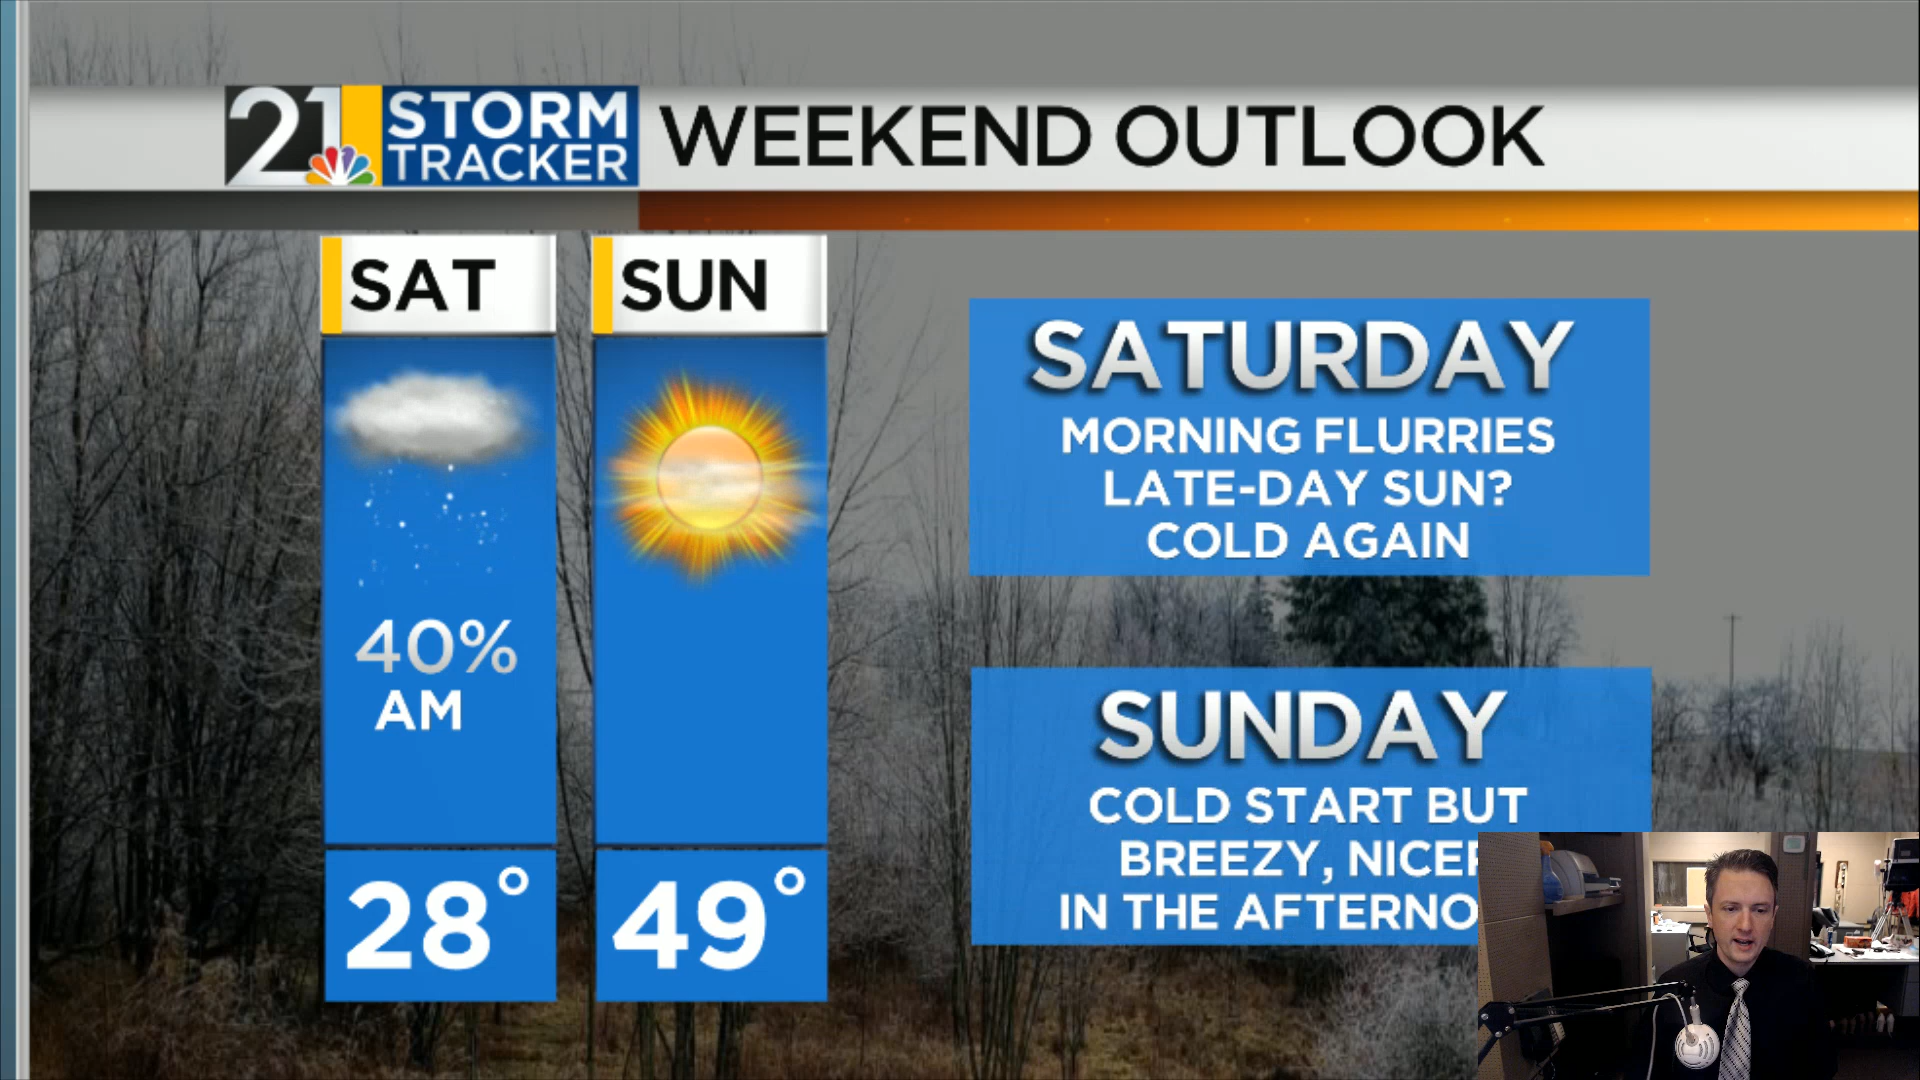 21 STORM
TRACKER
WEEKEND OUTLOOK
SAT
SUN
40%
AM
28°
49°
SATURDAY
MORNING FLURRIES
LATE-DAY SUN?
COLD AGAIN
SUNDAY
COLD START BUT
BREEZY, NICER
IN THE AFTERNO